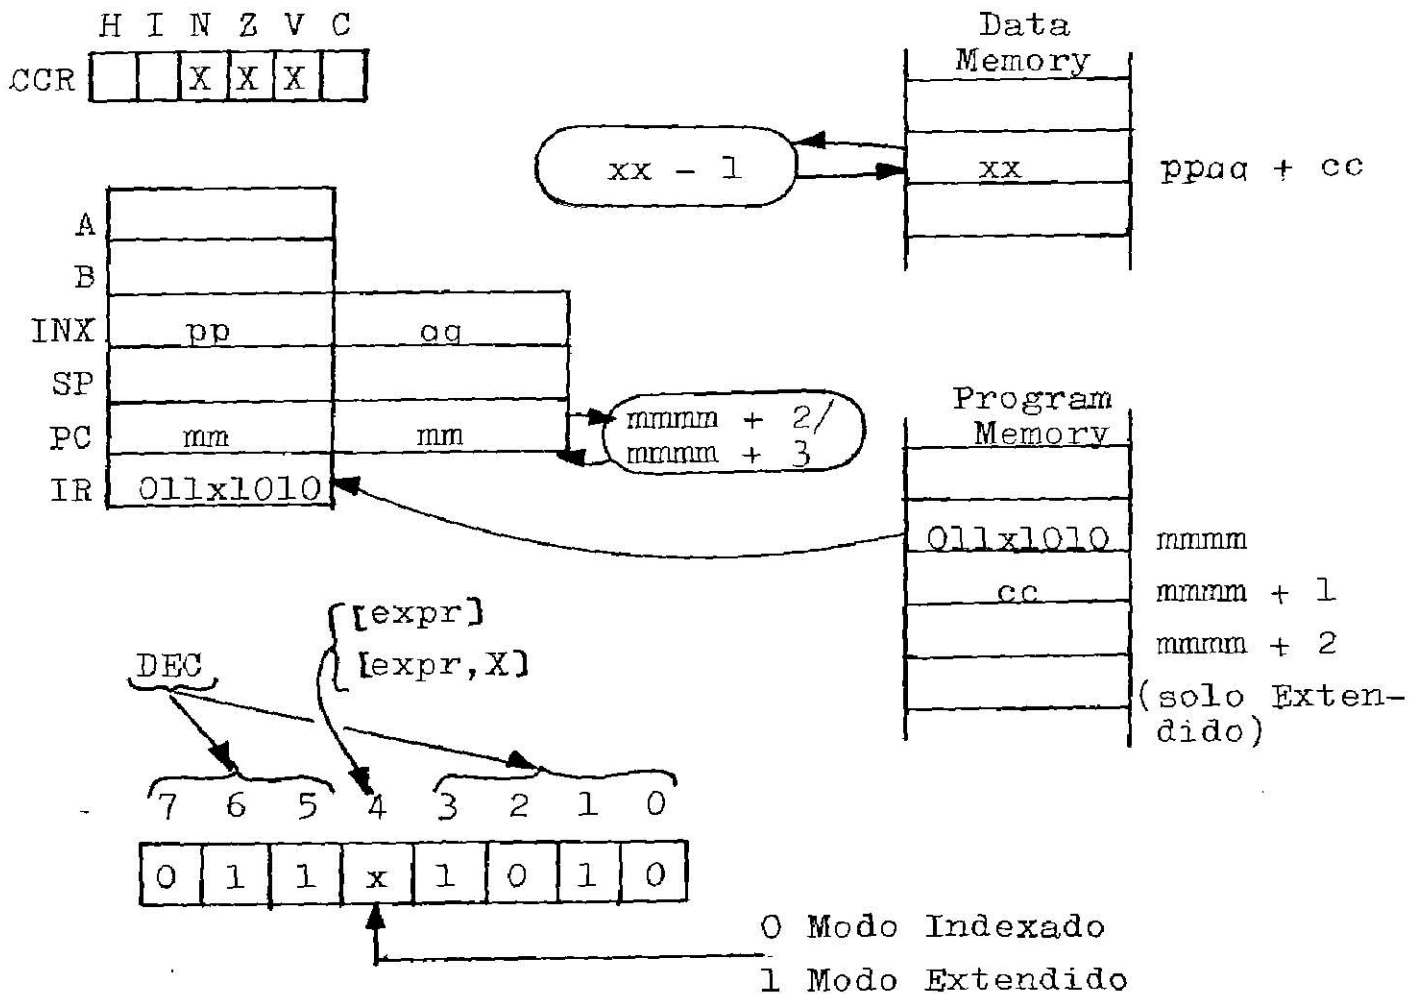 H I N Z V C
CCR X X X
Data
Memory
xx - 1
xx
ppqq + cc
A
B
INX pp qq
SP
PC mm mm
IR 011x1010
mmmm + 2/
mmmm + 3
Program
Memory
011x1010 mmmm
cc mmmm + 1
mmmm + 2
(solo Exten-
dido)
[expr]
[expr,X]
DEC
7 6 5 4 3 2 1 0
0 1 1 x 1 0 1 0
0 Modo Indexado
1 Modo Extendido